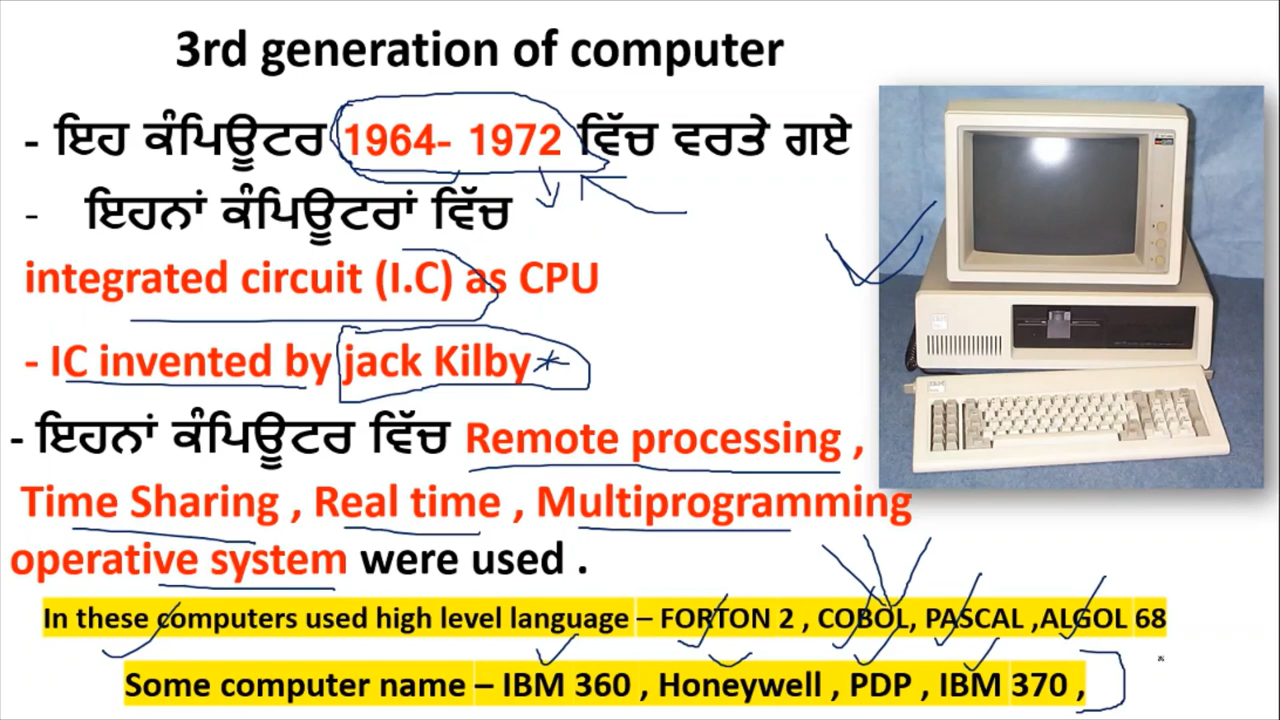 3rd generation of computer
- ਇਹ ਕੰਪਿਊਟਰ 1964- 1972 ਵਿੱਚ ਵਰਤੇ ਗਏ
- ਇਹਨਾਂ ਕੰਪਿਊਟਰਾਂ ਵਿੱਚ
integrated circuit (I.C) as CPU
- IC invented by jack Kilby*
- ਇਹਨਾਂ ਕੰਪਿਊਟਰ ਵਿੱਚ Remote processing ,
Time Sharing , Real time , Multiprogramming
operative system were used .
In these computers used high level language – FORTON 2 , COBOL, PASCAL ,ALGOL 68
Some computer name – IBM 360 , Honeywell , PDP , IBM 370 ,